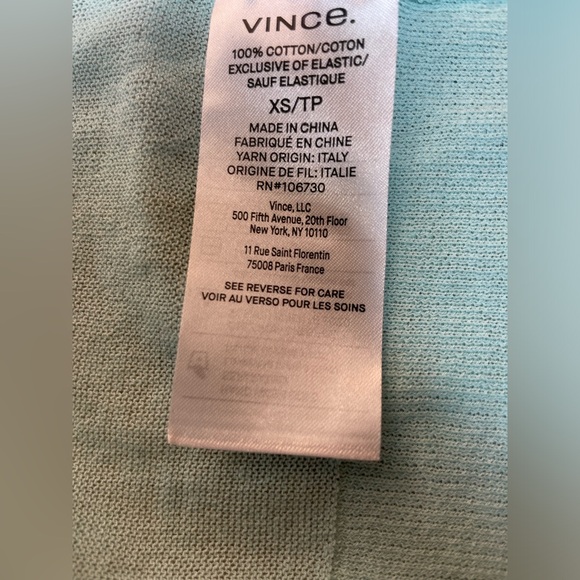 VINCe.
100% COTTON/COTON
EXCLUSIVE OF ELASTIC/
SAUF ELASTIQUE
XS/TP
MADE IN CHINA
FABRIQUÉ EN CHINE
YARN ORIGIN: ITALY
ORIGINE DE FIL: ITALIE
RN#106730
Vince, LLC
500 Fifth Avenue, 20th Floor
New York, NY 10110
11 Rue Saint Florentin
75008 Paris France
SEE REVERSE FOR CARE
VOIR AU VERSO POUR LES SOINS